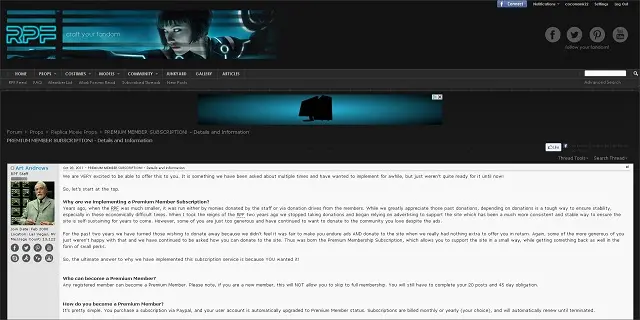 Connect Notifications cocomonk22 Settings Log Out
RPF craft your fandom
follow your fandom!
HOME PROPS COSTUMES MODELS COMMUNITY JUNKYARD GALLERY ARTICLES
RPF Feed FAQ Member List Mark Forums Read Subscribed Threads New Posts Advanced Search
Forum Props Replica Movie Props PREMIUM MEMBER SUBSCRIPTION! - Details and Information
PREMIUM MEMBER SUBSCRIPTION! - Details and Information
Like
Thread Tools Search Thread
Oct 10, 2011 - PREMIUM MEMBER SUBSCRIPTION! - Details and Information
Art Andrews
RPF Staff
Join Date: Feb 2000
Location: Las Vegas, NV
Message Count: 13,122
We are VERY excited to be able to offer this to you. It is something we have been asked about multiple times and have wanted to implement for awhile, but just weren't quite ready for it until now!
So, let's start at the top.
Why are we implementing a Premium Member Subscription?
Years ago, when the RPF was much smaller, it was run either by monies donated by the staff or via donation drives from the members. While we greatly appreciate those past donations, depending on donations is a tough way to ensure stability,
especially in these economically difficult times. When I took the reigns of the RPF two years ago we stopped taking donations and began relying on advertising to support the site which has been a much more consistent and stable way to ensure the
site is self-sustaining for years to come. However, some of you are just too generous and have continued to want to donate to the community you love despite the ads.
For the past two years we have turned those wishing to donate away because we didn't feel it was fair to make you endure ads AND donate to the site when we really had nothing extra to offer you in return. Again, some of the more generous of you
just weren't happy with that and we have continued to be asked how you can donate to the site. Thus was born the Premium Membership Subscription, which allows you to support the site in a small way, while getting something back as well in the
form of small perks.
So, the ultimate answer to why we have implemented this subscription service is because YOU wanted it!
Who can become a Premium Member?
Any registered member can become a Premium Member. Please note, if you are a new member, this will NOT allow you to skip to full membership. You will still have to complete your 20 posts and 45 day obligation.
How do you become a Premium Member?
It's pretty simple. You purchase a subscription via Paypal, and your user account is automatically upgraded to Premium Member status. Subscriptions are billed monthly or yearly (your choice), and will automatically renew until terminated.